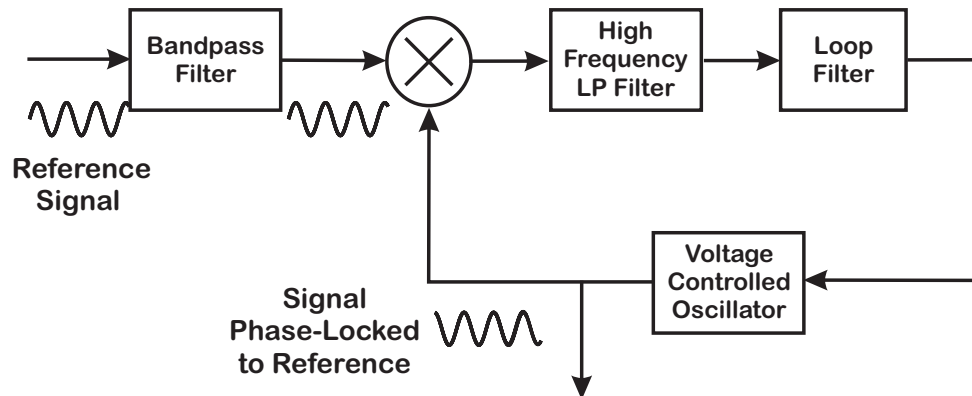 Bandpass
Filter
High
Frequency
LP Filter
Loop
Filter
Reference
Signal
Voltage
Controlled
Oscillator
Signal
Phase-Locked
to Reference